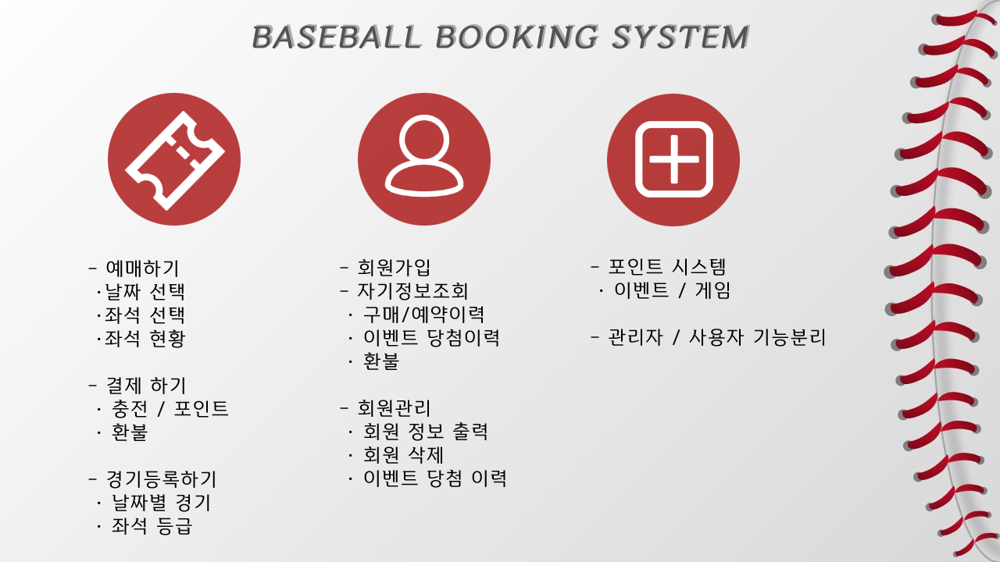 BASEBALL BOOKING SYSTEM
- 예매하기
·날짜 선택
·좌석 선택
·좌석 현황
- 결제 하기
· 충전 / 포인트
· 환불
- 경기등록하기
· 날짜별 경기
· 좌석 등급
- 회원가입
- 자기정보조회
· 구매/예약이력
· 이벤트 당첨이력
· 환불
- 회원관리
· 회원 정보 출력
· 회원 삭제
· 이벤트 당첨 이력
- 포인트 시스템
· 이벤트 / 게임
- 관리자 / 사용자 기능분리